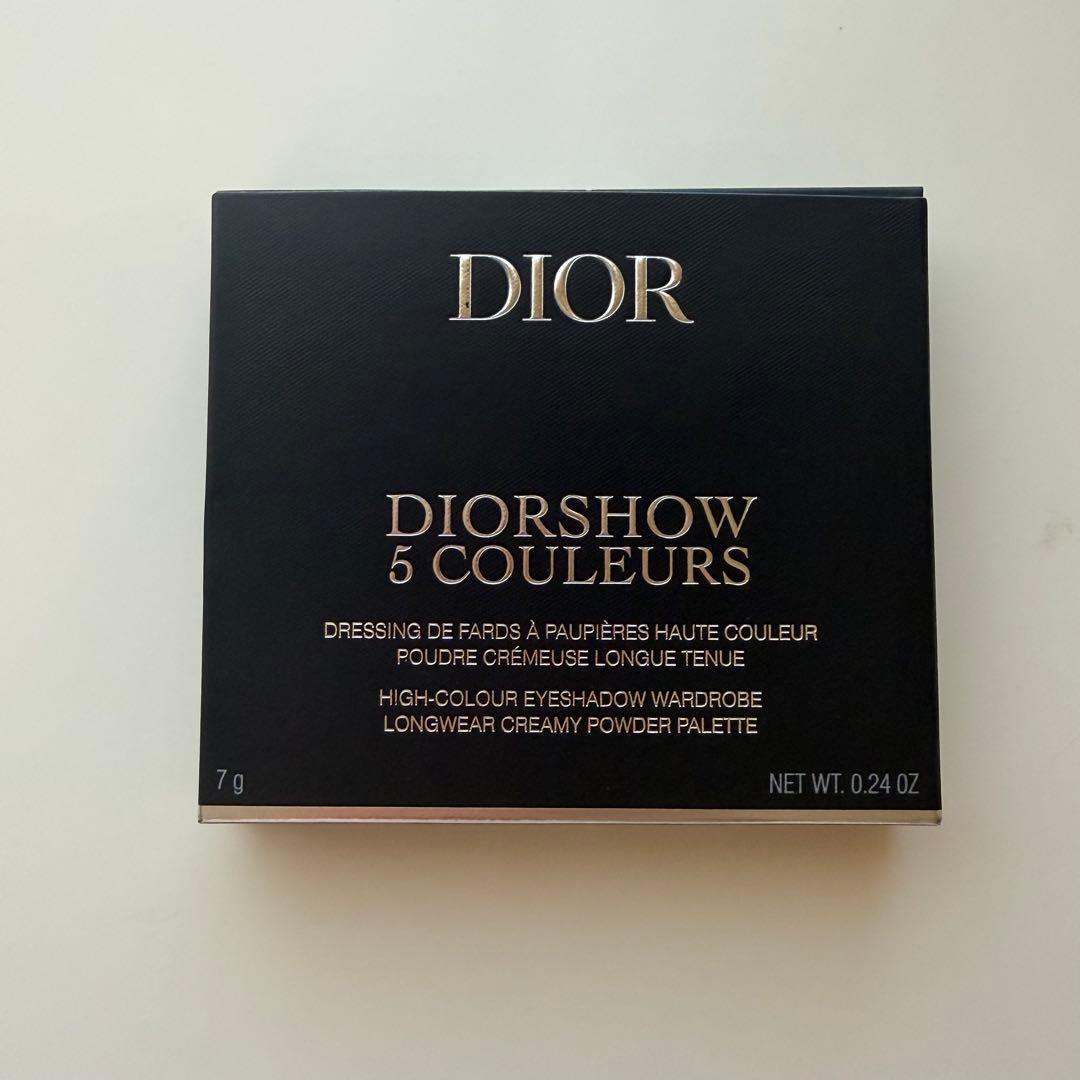 DIOR
DIORSHOW
5 COULEURS
DRESSING DE FARDS À PAUPIÈRES HAUTE COULEUR
POUDRE CRÉMEUSE LONGUE TENUE
HIGH-COLOUR EYESHADOW WARDROBE
LONGWEAR CREAMY POWDER PALETTE
7 g NET WT. 0.24 OZ